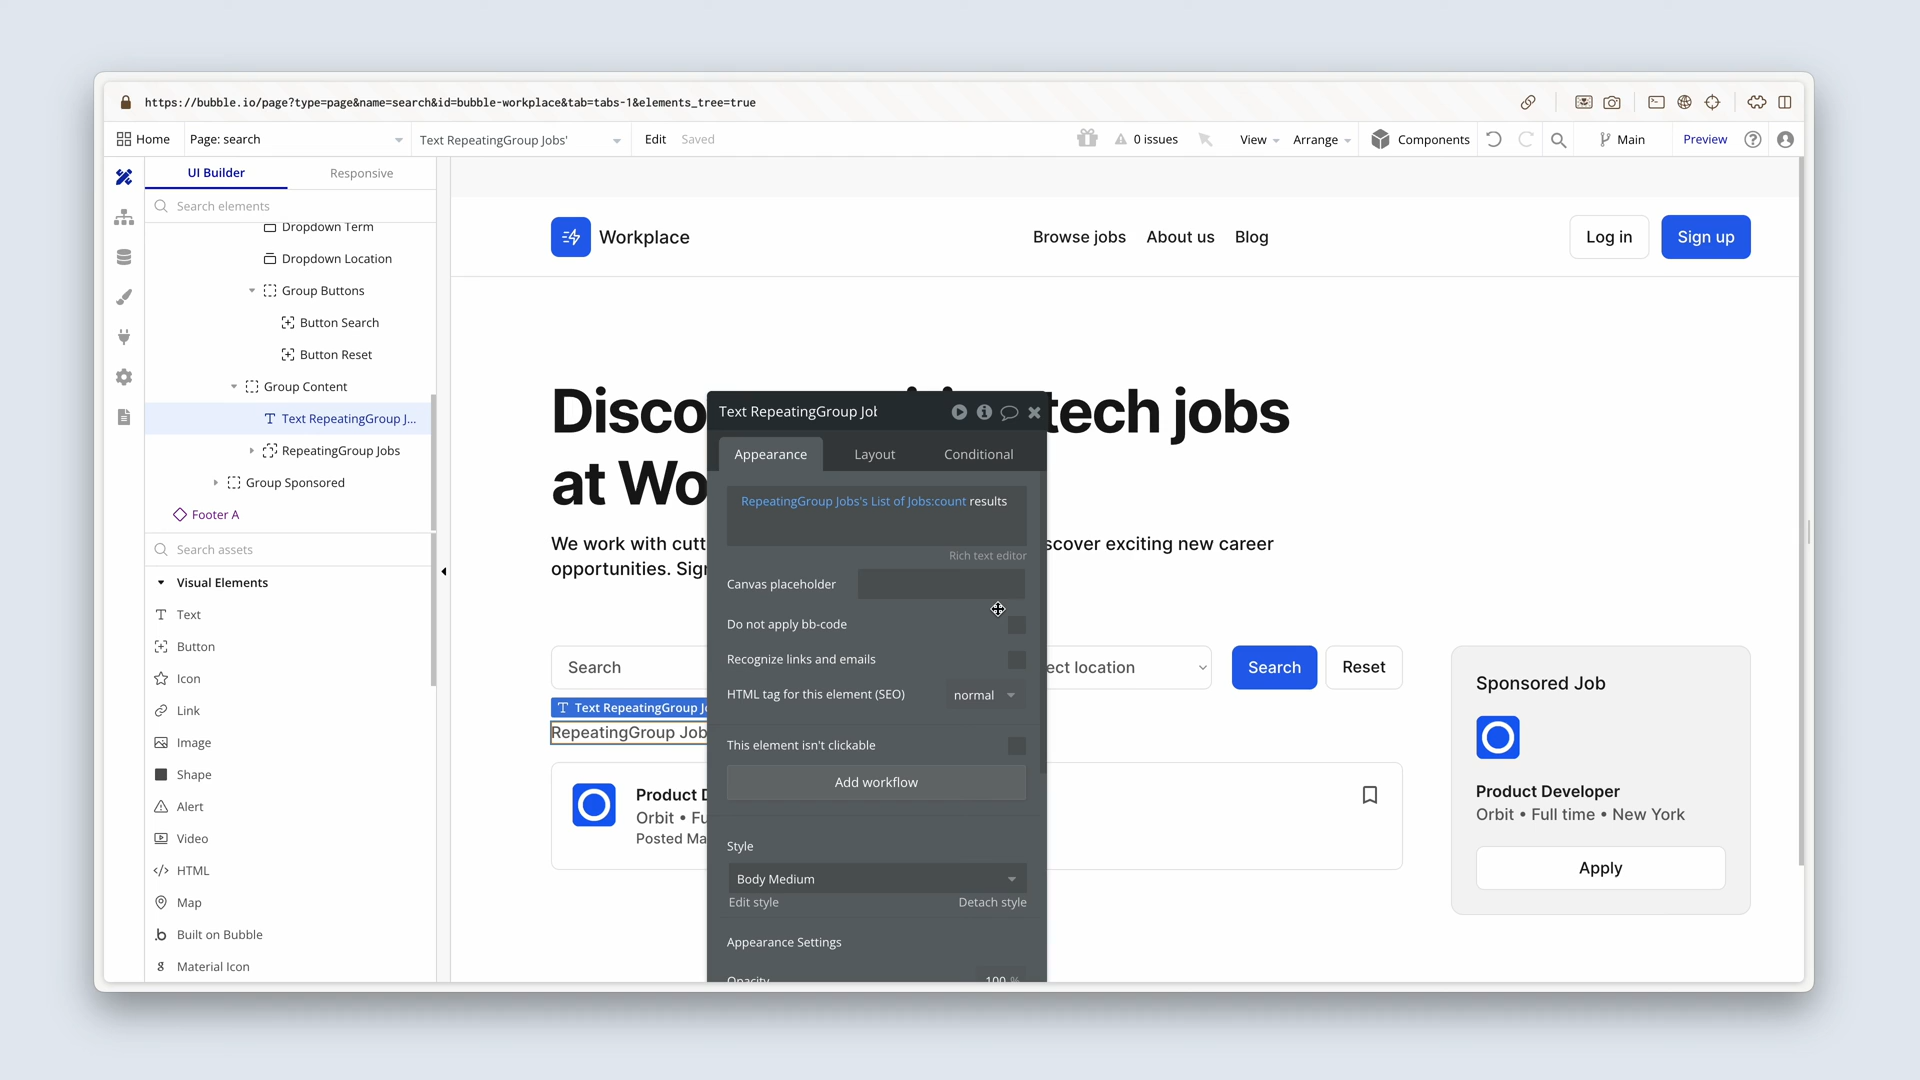 https://bubble.io/page?type=page&name=search&id=bubble-workplace&tab=tabs-1&elements_tree=true
Home
Page: search
Text RepeatingGroup Jobs'
Edit
Saved
0 issues
View
Arrange
Components
Main
Preview
UI Builder
Responsive
Search elements
Dropdown Term
Dropdown Location
Group Buttons
Button Search
Button Reset
Group Content
Text RepeatingGroup J...
RepeatingGroup Jobs
Group Sponsored
Footer A
Search assets
Visual Elements
Text
Button
Icon
Link
Image
Shape
Alert
Video
HTML
Map
Built on Bubble
Material Icon
Workplace
Browse jobs
About us
Blog
Log in
Sign up
Disco
tech jobs
at Wo
We work with cutt
scover exciting new career
opportunities. Sig
Search
ect location
Search
Reset
Text RepeatingGroup Jo
RepeatingGroup Job
Product D
Orbit • Fu
Posted Ma
Sponsored Job
Product Developer
Orbit • Full time • New York
Apply
Text RepeatingGroup Jol
Appearance
Layout
Conditional
RepeatingGroup Jobs's List of Jobs:count results
Rich text editor
Canvas placeholder
Do not apply bb-code
Recognize links and emails
HTML tag for this element (SEO)
normal
This element isn't clickable
Add workflow
Style
Body Medium
Edit style
Detach style
Appearance Settings
Opacity
100 %